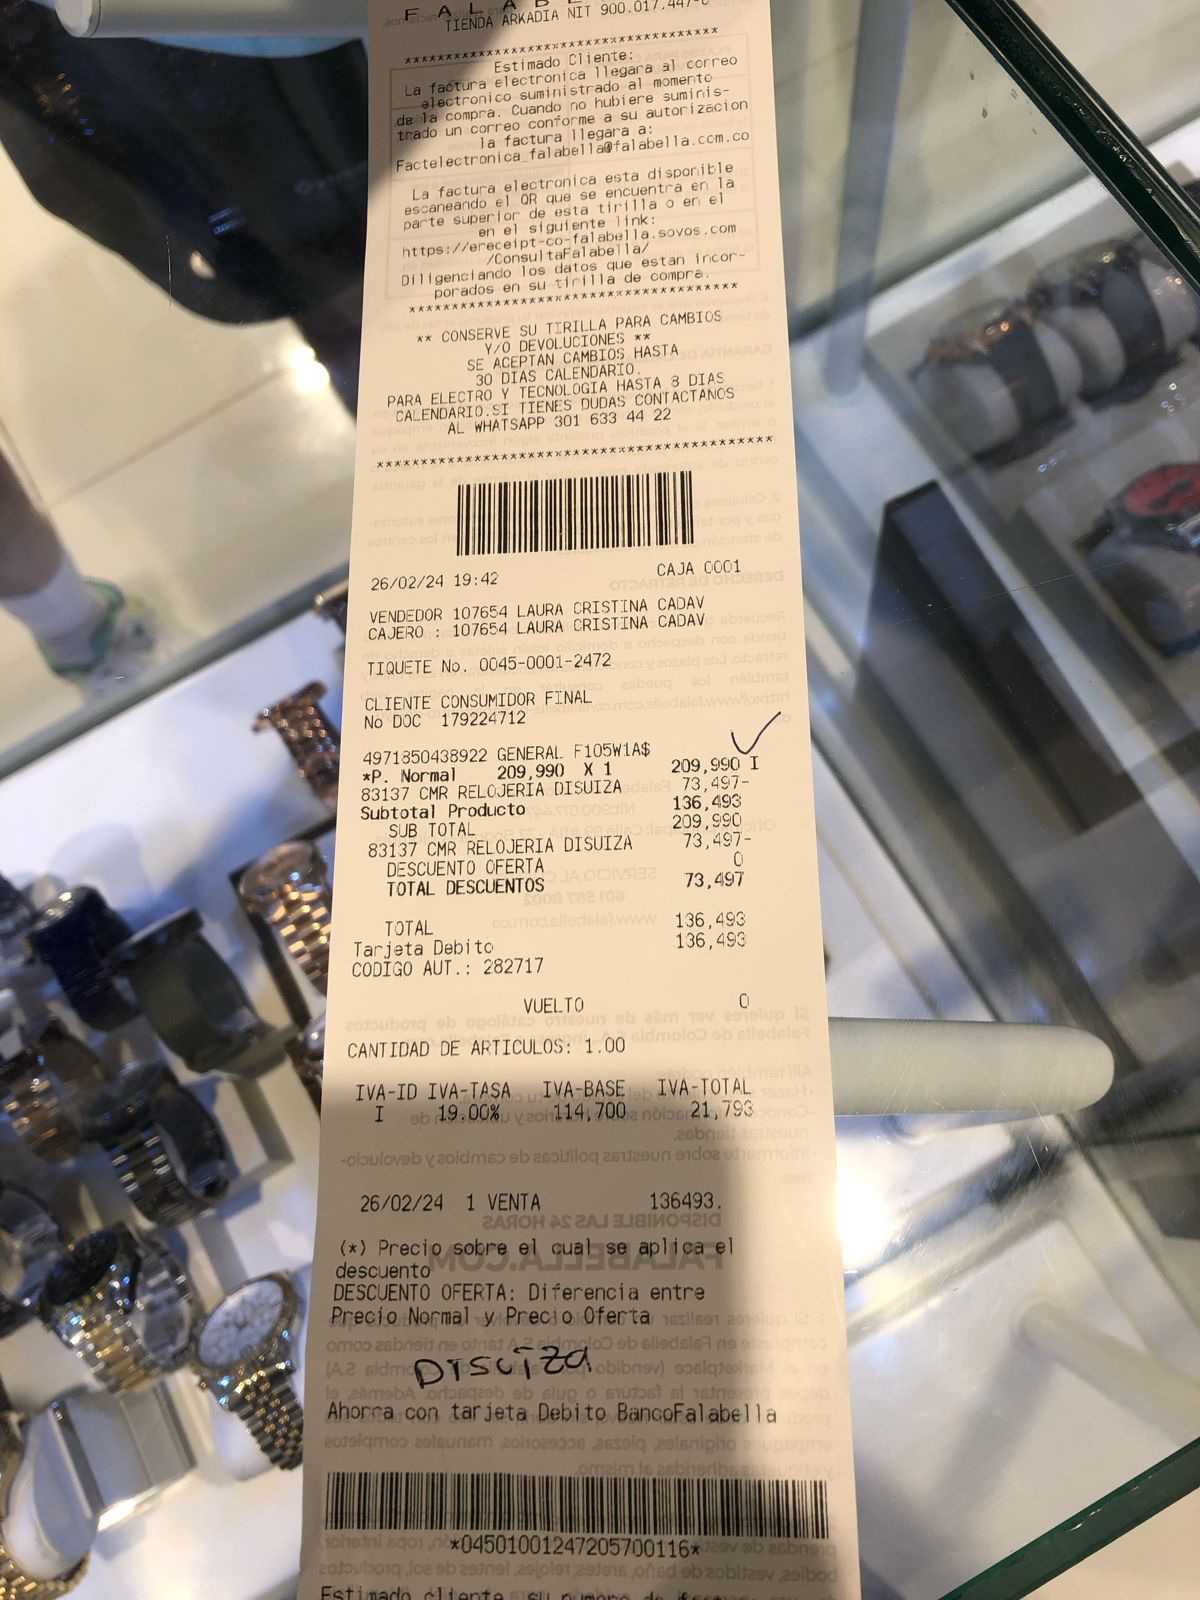 FALABE
TIENDA ARKADIA NIT 900.017.447-
************************************
Estimado Cliente:
La factura electronica llegara al correo
electronico suministrado al momento
de la compra. Cuando no hubiere suminis-
trado un correo conforme a su autorizacion
la factura llegara a:
Factelectronica_falabella@falabella.com.co
La factura electronica esta disponible
escaneando el QR que se encuentra en la
parte superior de esta tirilla o en el
en el siguiente link:
https://ereceipt-co-falabella.sovos.com
/ConsultaFalabella/
Diligenciando los datos que estan incor-
porados en su tirilla de compra.
**************************************
** CONSERVE SU TIRILLA PARA CAMBIOS
Y/O DEVOLUCIONES **
SE ACEPTAN CAMBIOS HASTA
30 DIAS CALENDARIO.
PARA ELECTRO Y TECNOLOGIA HASTA 8 DIAS
CALENDARIO.SI TIENES DUDAS CONTACTANOS
AL WHATSAPP 301 633 44 22
******************************************
26/02/24 19:42 CAJA 0001
VENDEDOR 107654 LAURA CRISTINA CADAV
CAJERO : 107654 LAURA CRISTINA CADAV
TIQUETE No. 0045-0001-2472
CLIENTE CONSUMIDOR FINAL
No DOC 179224712
4971850438922 GENERAL F105W1A$
*P. Normal 209,990 X 1 209,990 I
83137 CMR RELOJERIA DISUIZA 73,497-
Subtotal Producto 136,493
SUB TOTAL 209,990
83137 CMR RELOJERIA DISUIZA 73,497-
DESCUENTO OFERTA 0
TOTAL DESCUENTOS 73,497
TOTAL 136,493
Tarjeta Debito 136,493
CODIGO AUT.: 282717
VUELTO 0
CANTIDAD DE ARTICULOS: 1.00
IVA-ID IVA-TASA IVA-BASE IVA-TOTAL
I 19.00% 114,700 21,793
26/02/24 1 VENTA 136493.
(*) Precio sobre el cual se aplica el
descuento
DESCUENTO OFERTA: Diferencia entre
Precio Normal y Precio Oferta
DISUIZA
Ahorra con tarjeta Debito BancoFalabella
*04501001247205700116*
Estimado cliente, su numero de